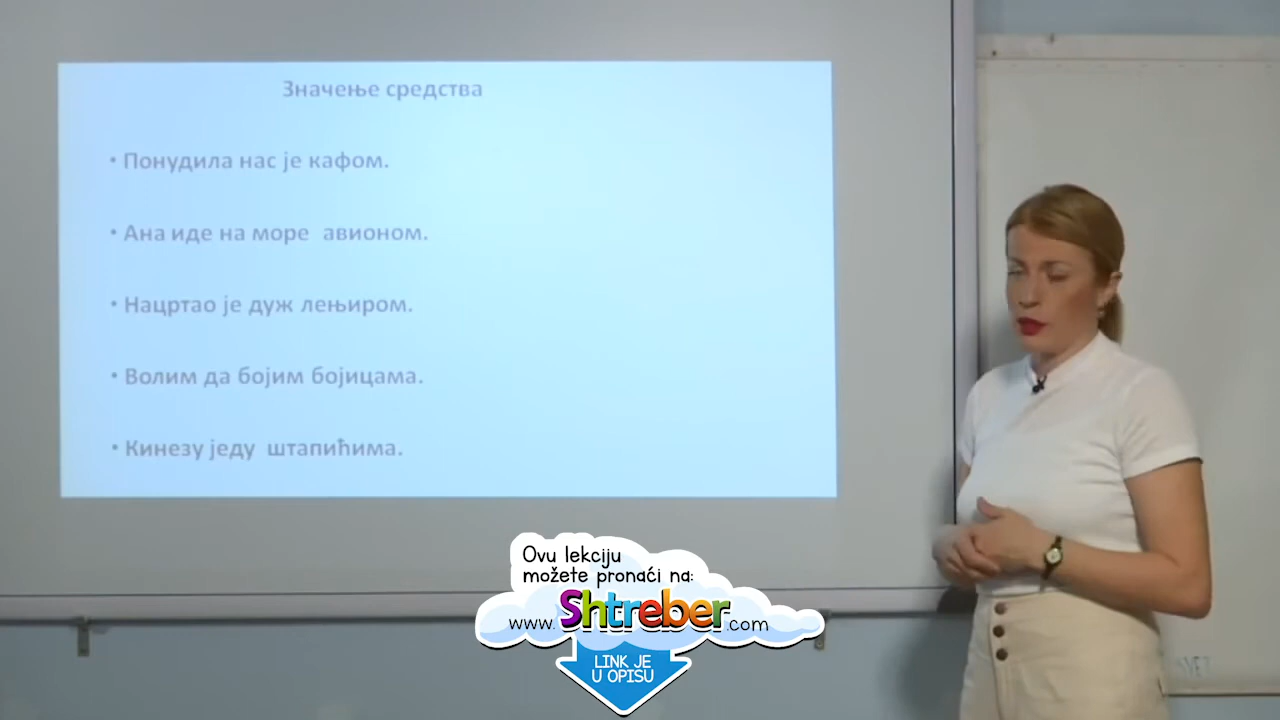 Значење средства
• Понудила нас је кафом.
• Ана иде на море авионом.
• Нацртао је дуж лењиром.
• Волим да бојим бојицама.
• Кинезу једу штапићима.
Ovu lekciju
možete pronaći na:
www.Shtreber.com
LINK JE
U OPISU
SVET